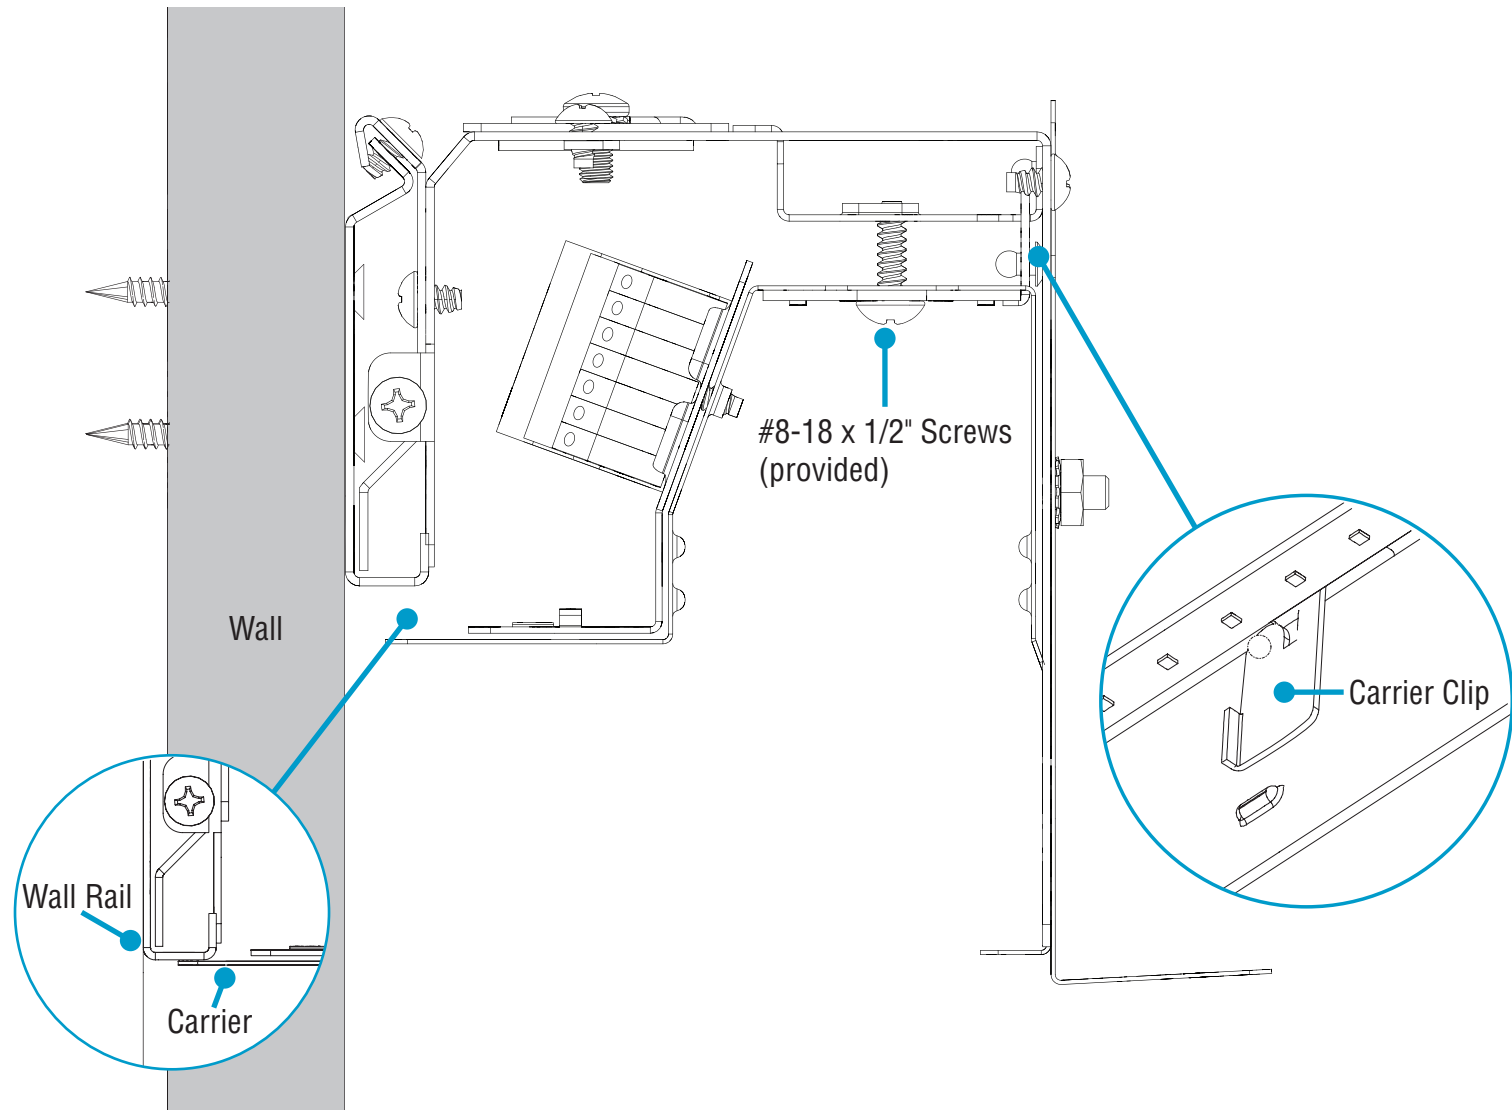 #8-18 x 1/2" Screws
(provided)
Wall
Carrier Clip
Wall Rail
Carrier